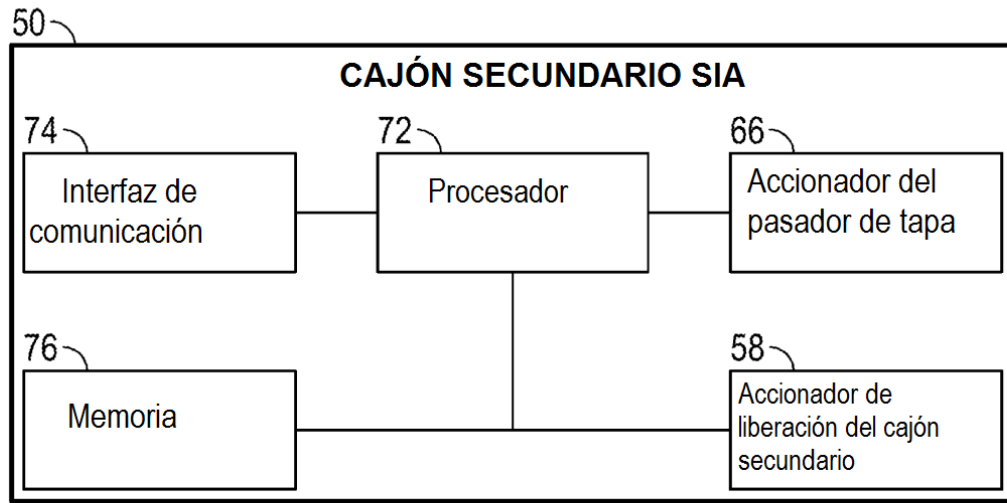 50
CAJÓN SECUNDARIO SIA
74
72
66
Interfaz de
comunicación
Procesador
Accionador del
pasador de tapa
76
58
Memoria
Accionador de
liberación del cajón
secundario